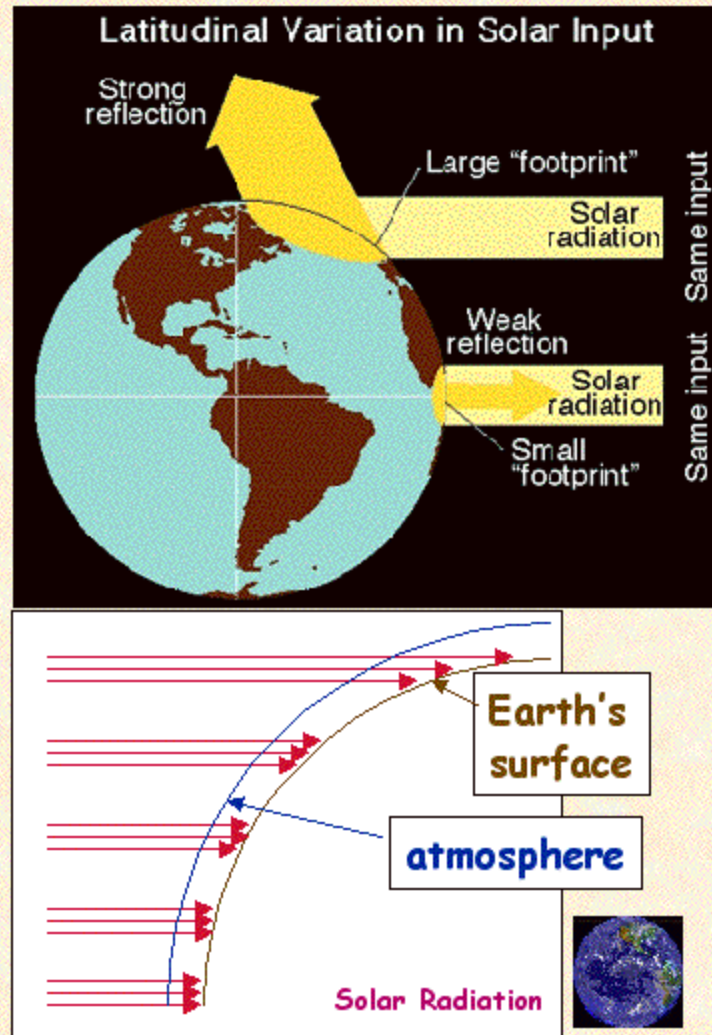 Latitudinal Variation in Solar Input
Strong
reflection
Large "footprint"
Solar
radiation
Same input
Weak
reflection
Solar
radiation
Same input
Small
"footprint"
Earth's
surface
atmosphere
Solar Radiation